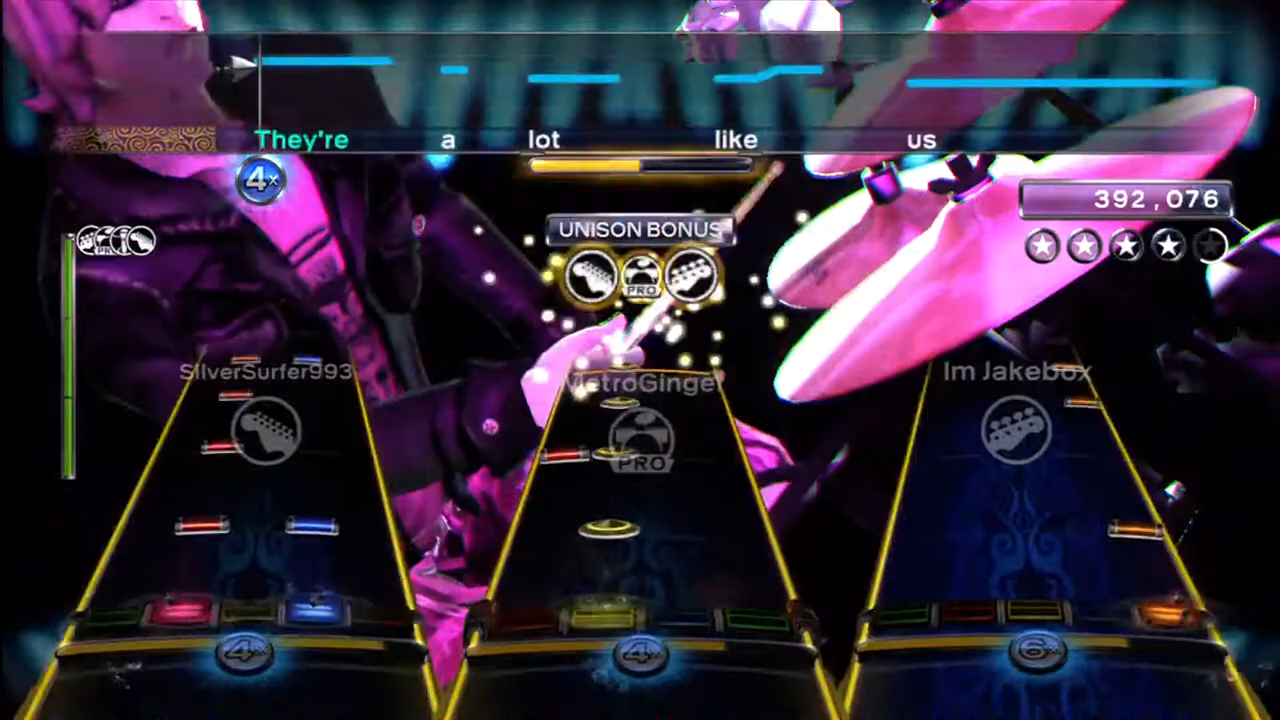 They're a lot like us
4x
392,076
UNISON BONUS
PRO
PRO
SilverSurfer993
MetroGinger
Im Jakebox
PRO
4x
4x
6x